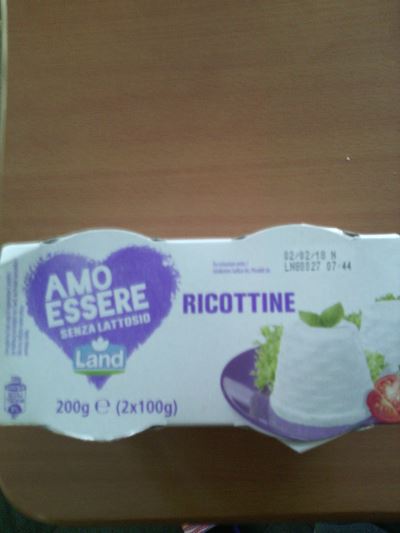 AMO
ESSERE
SENZA LATTOSIO
Land
RICOTTINE
02/02/18 N
LN80027 07:44
200g e (2x100g)